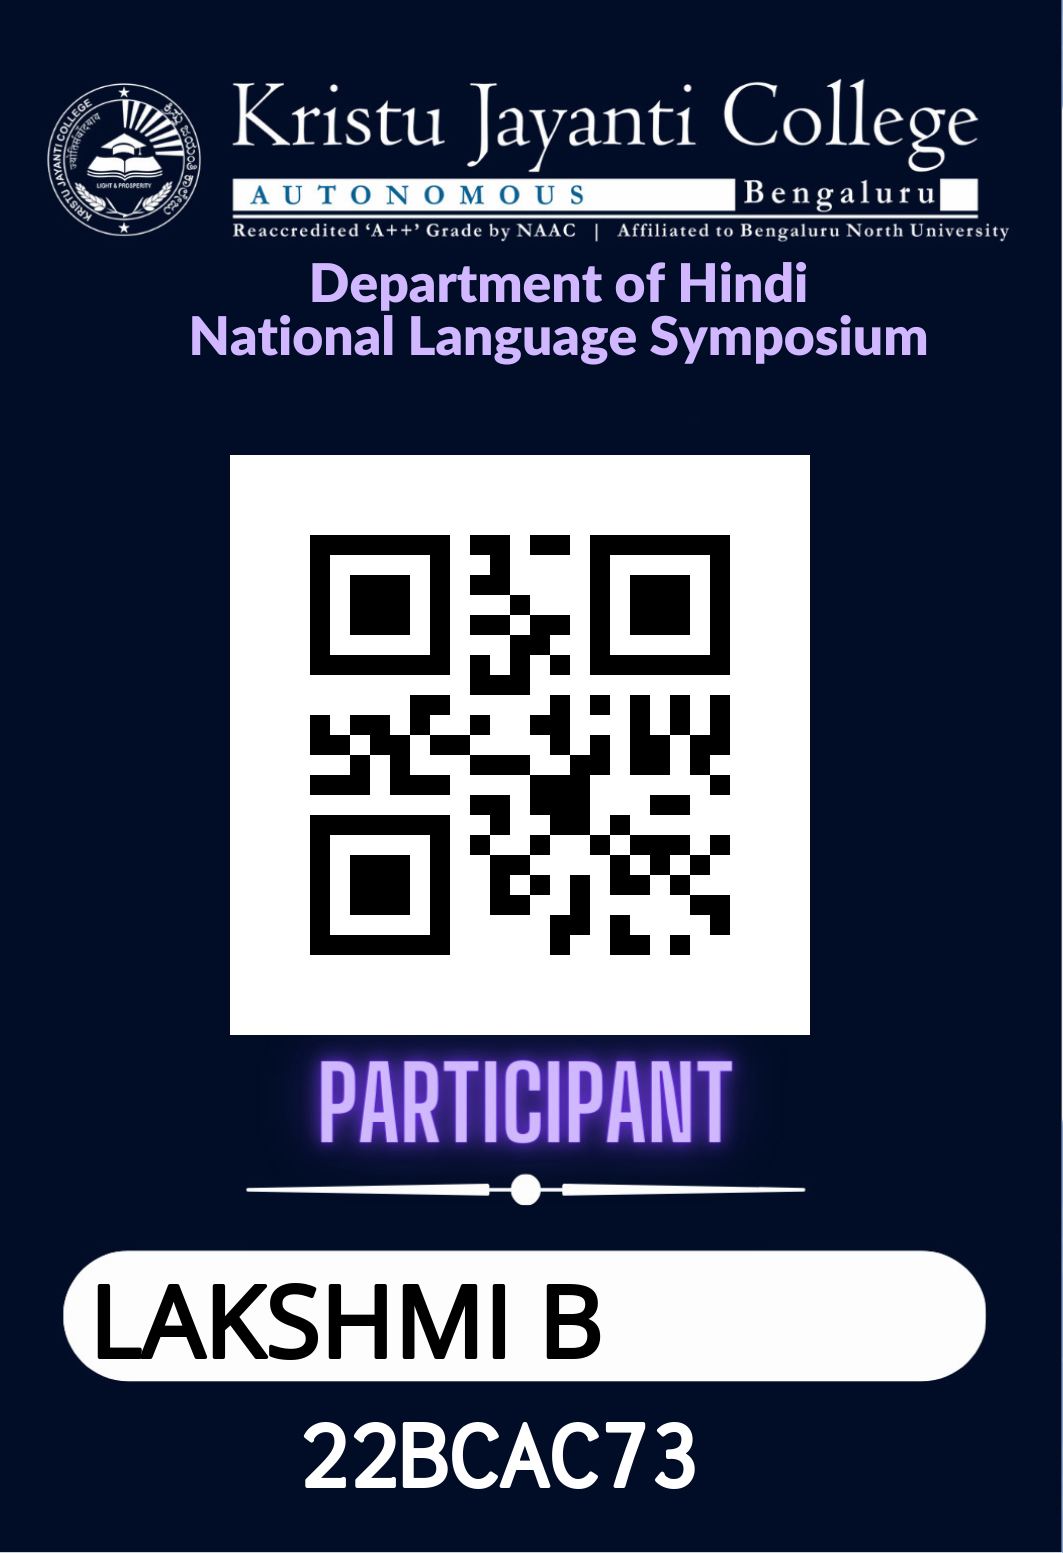 Kristu Jayanti College
AUTONOMOUS Bengaluru
Reaccredited ‘A++’ Grade by NAAC | Affiliated to Bengaluru North University
KRISTU JAYANTI COLLEGE
LIGHT & PROSPERITY
Department of Hindi
National Language Symposium
PARTICIPANT
LAKSHMI B
22BCAC73